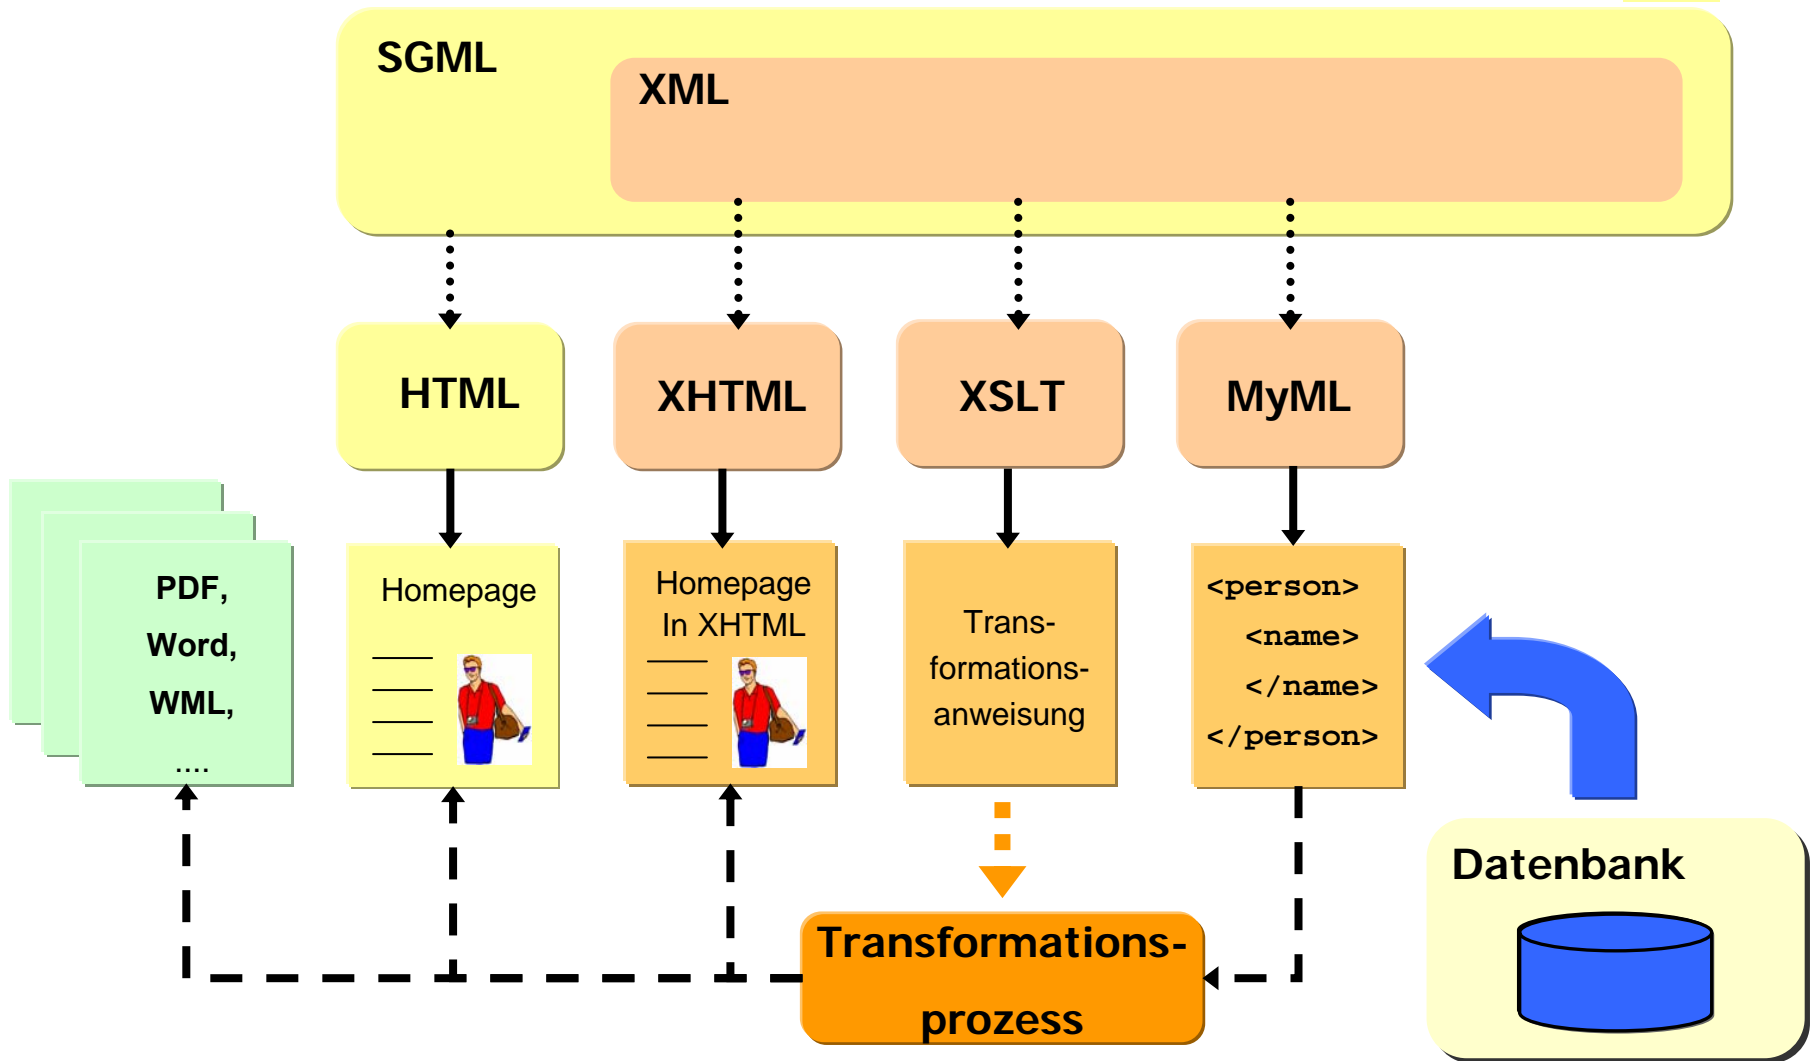 SGML
XML
HTML
XHTML
XSLT
MyML
PDF,
Word,
WML,
....
Homepage
Homepage
In XHTML
Trans-
formations-
anweisung
<person>
<name>
</name>
</person>
Datenbank
Transformations-
prozess